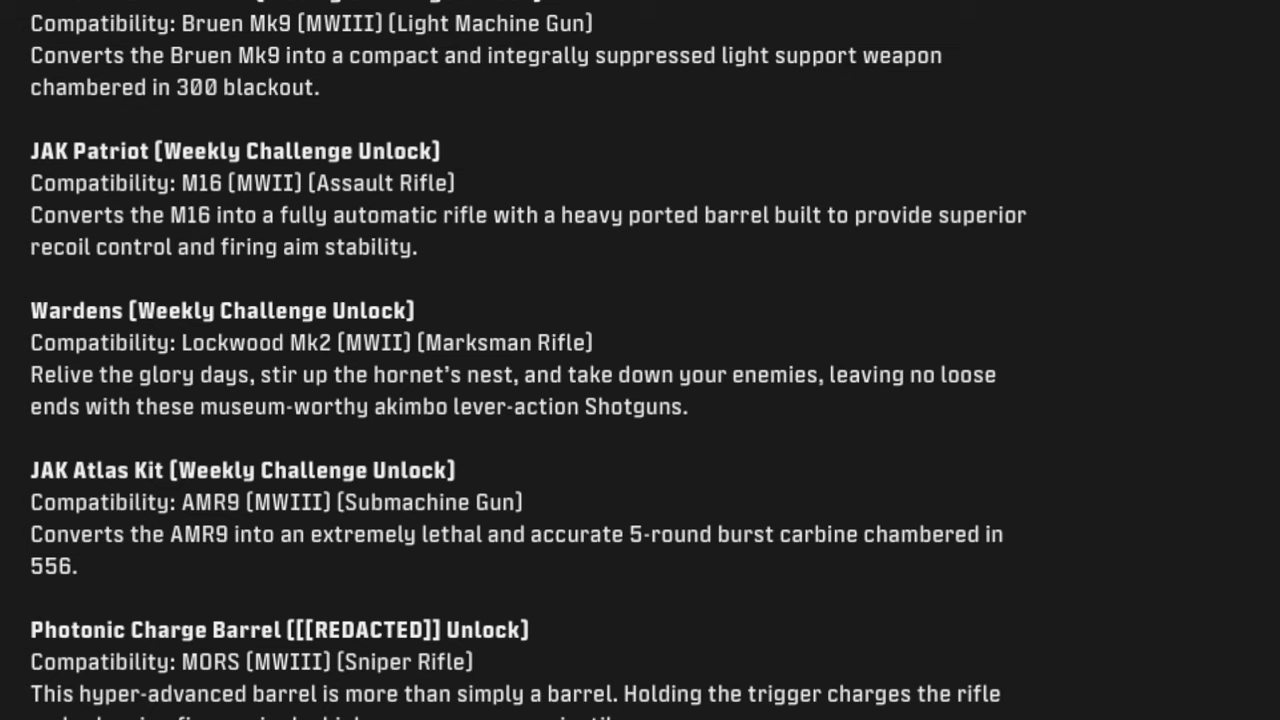 Compatibility: Bruen Mk9 (MWIII) (Light Machine Gun)
Converts the Bruen Mk9 into a compact and integrally suppressed light support weapon
chambered in 300 blackout.
JAK Patriot (Weekly Challenge Unlock)
Compatibility: M16 (MWII) (Assault Rifle)
Converts the M16 into a fully automatic rifle with a heavy ported barrel built to provide superior
recoil control and firing aim stability.
Wardens (Weekly Challenge Unlock)
Compatibility: Lockwood Mk2 (MWII) (Marksman Rifle)
Relive the glory days, stir up the hornet's nest, and take down your enemies, leaving no loose
ends with these museum-worthy akimbo lever-action Shotguns.
JAK Atlas Kit (Weekly Challenge Unlock)
Compatibility: AMR9 (MWIII) (Submachine Gun)
Converts the AMR9 into an extremely lethal and accurate 5-round burst carbine chambered in
556.
Photonic Charge Barrel ([[REDACTED]] Unlock)
Compatibility: MORS (MWIII) (Sniper Rifle)
This hyper-advanced barrel is more than simply a barrel. Holding the trigger charges the rifle